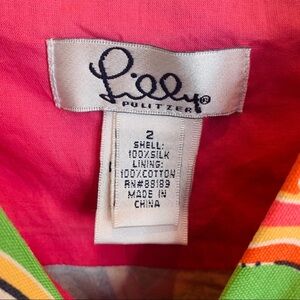 Lilly®
PULITZER
2
SHELL:
100%SILK
LINING:
100%COTTON
RN#88189
MADE IN
CHINA